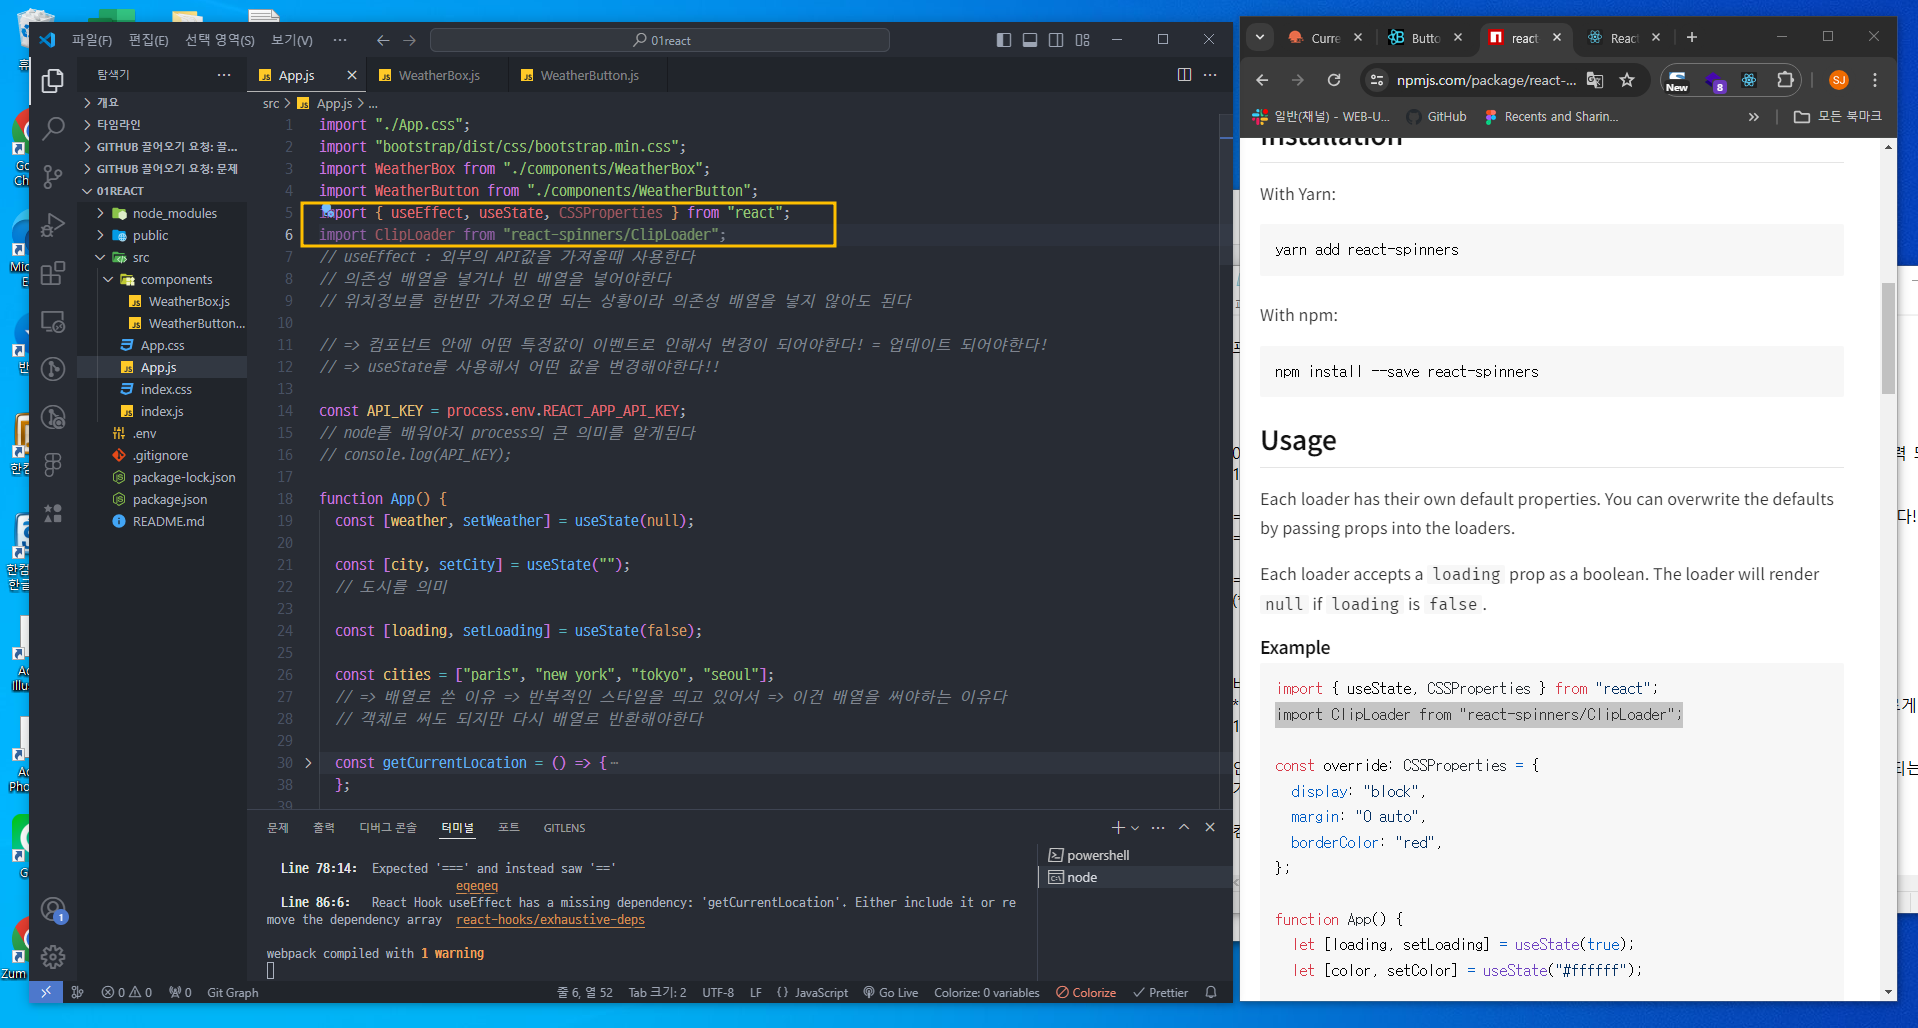 파일(F) 편집(E) 선택 영역(S) 보기(V) ··· 01react
탐색기 ···
App.js WeatherBox.js WeatherButton.js
src > App.js > ...
개요
타임라인
GITHUB 끌어오기 요청: 끌...
GITHUB 끌어오기 요청: 문제
01REACT
node_modules
public
src
components
WeatherBox.js
WeatherButton...
App.css
App.js
index.css
index.js
.env
.gitignore
package-lock.json
package.json
README.md
1 import "./App.css";
2 import "bootstrap/dist/css/bootstrap.min.css";
3 import WeatherBox from "./components/WeatherBox";
4 import WeatherButton from "./components/WeatherButton";
5 import { useEffect, useState, CSSProperties } from "react";
6 import ClipLoader from "react-spinners/ClipLoader";
7 // useEffect : 외부의 API값을 가져올때 사용한다
8 // 의존성 배열을 넣거나 빈 배열을 넣어야한다
9 // 위치정보를 한번만 가져오면 되는 상황이라 의존성 배열을 넣지 않아도 된다
10
11 // => 컴포넌트 안에 어떤 특정값이 이벤트로 인해서 변경이 되어야한다! = 업데이트 되어야한다!
12 // => useState를 사용해서 어떤 값을 변경해야한다!!
13
14 const API_KEY = process.env.REACT_APP_API_KEY;
15 // node를 배워야지 process의 큰 의미를 알게된다
16 // console.log(API_KEY);
17
18 function App() {
19 const [weather, setWeather] = useState(null);
20
21 const [city, setCity] = useState("");
22 // 도시를 의미
23
24 const [loading, setLoading] = useState(false);
25
26 const cities = ["paris", "new york", "tokyo", "seoul"];
27 // => 배열로 쓴 이유 => 반복적인 스타일을 띄고 있어서 => 이건 배열을 써야하는 이유다
28 // 객체로 써도 되지만 다시 배열로 반환해야한다
29
30 const getCurrentLocation = () => { ···
38 };
39
문제 출력 디버그 콘솔 터미널 포트 GITLENS
Line 78:14: Expected '===' and instead saw '=='
eqeqeq
Line 86:6: React Hook useEffect has a missing dependency: 'getCurrentLocation'. Either include it or re
move the dependency array react-hooks/exhaustive-deps
webpack compiled with 1 warning
powershell
node
0 0 0 Git Graph 줄 6, 열 52 Tab 크기: 2 UTF-8 LF {} JavaScript Go Live Colorize: 0 variables Colorize Prettier
Curre Butto react React
npmjs.com/package/react-... New 8 SJ
일반(채널) - WEB-U... GitHub Recents and Sharin... » 모든 북마크
Installation
With Yarn:
yarn add react-spinners
With npm:
npm install --save react-spinners
Usage
Each loader has their own default properties. You can overwrite the defaults
by passing props into the loaders.
Each loader accepts a loading prop as a boolean. The loader will render
null if loading is false.
Example
import { useState, CSSProperties } from "react";
import ClipLoader from "react-spinners/ClipLoader";
const override: CSSProperties = {
display: "block",
margin: "0 auto",
borderColor: "red",
};
function App() {
let [loading, setLoading] = useState(true);
let [color, setColor] = useState("#ffffff");